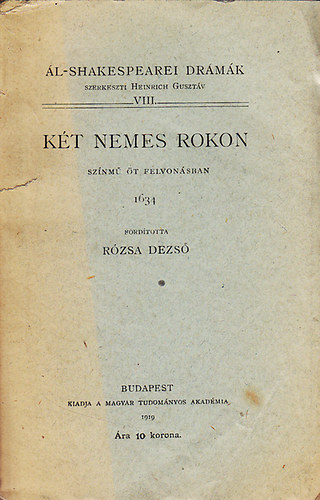 ÁL-SHAKESPEAREI DRÁMÁK
SZERKESZTI HEINRICH GUSZTÁV
VIII.
KÉT NEMES ROKON
SZÍNMŰ ÖT FELVONÁSBAN
1634
FORDÍTOTTA
RÓZSA DEZSŐ
BUDAPEST
KIADJA A MAGYAR TUDOMÁNYOS AKADÉMIA
1919
Ára 10 korona.